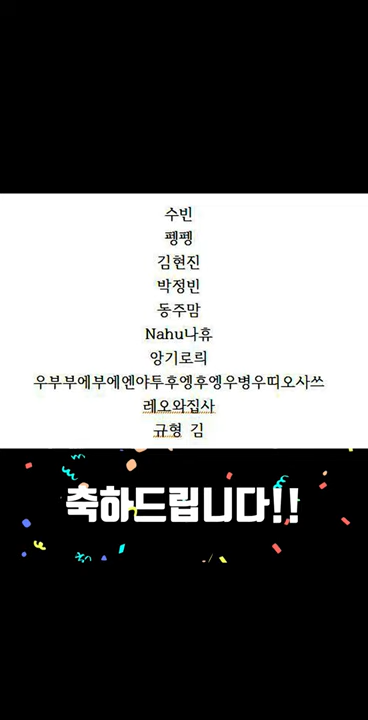 수빈
펭펭
김현진
박정빈
동주맘
Nahu나휴
앙기로릐
우부부에부에엔야투후엥후엥우병우띠오사쓰
레오와집사
규형 김
축하드립니다!!